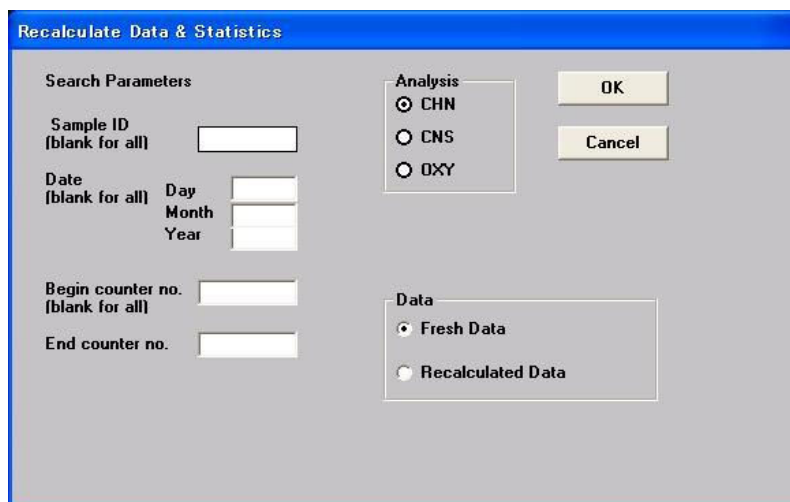 Recalculate Data & Statistics
Search Parameters
Sample ID
(blank for all)
Date
(blank for all)
Day
Month
Year
Begin counter no.
(blank for all)
End counter no.
Analysis
CHN
CNS
OXY
OK
Cancel
Data
Fresh Data
Recalculated Data